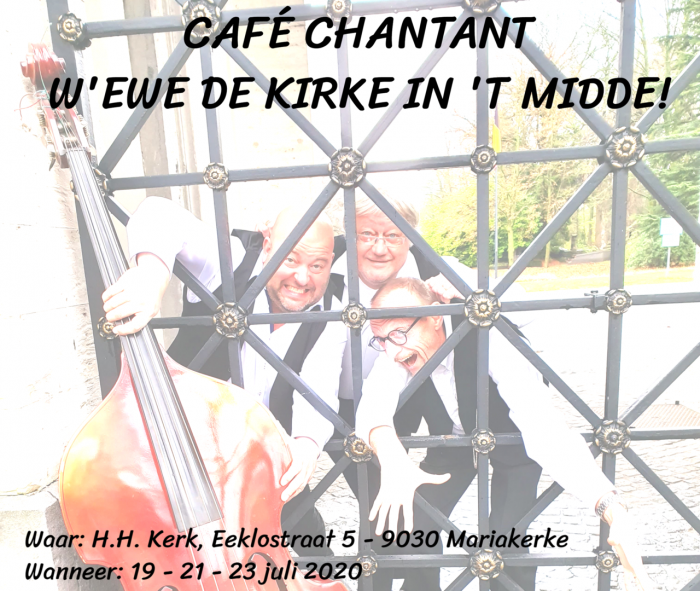 CAFÉ CHANTANT
W'EWE DE KIRKE IN 'T MIDDE!
Waar: H.H. Kerk, Eeklostraat 5 - 9030 Mariakerke
Wanneer: 19 - 21 - 23 juli 2020